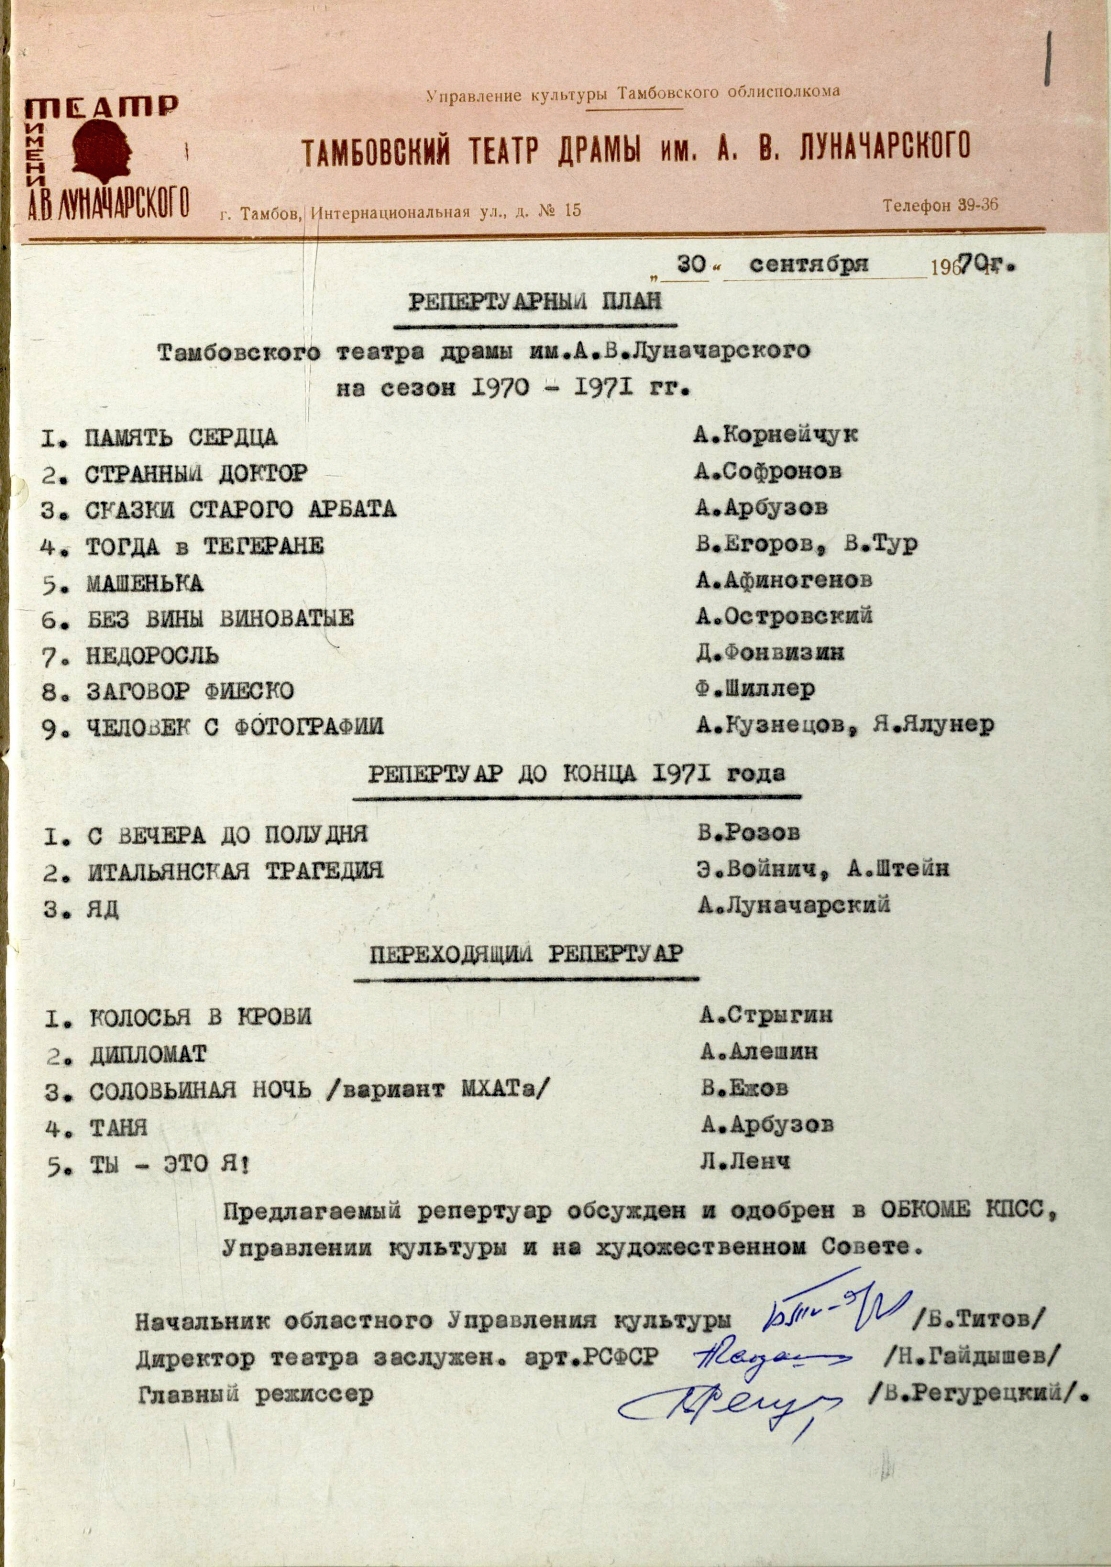 1
ТЕАТР
ИМЕНИ
А.В ЛУНАЧАРСКОГО
Управление культуры Тамбовского облисполкома
ТАМБОВСКИЙ ТЕАТР ДРАМЫ им. А. В. ЛУНАЧАРСКОГО
г. Тамбов, Интернациональная ул., д. № 15 Телефон 39-36
„ 30 “ сентября 1970г.
РЕПЕРТУАРНЫЙ ПЛАН
Тамбовского театра драмы им.А.В.Луначарского
на сезон 1970 – 1971 гг.
1. ПАМЯТЬ СЕРДЦА А.Корнейчук
2. СТРАННЫЙ ДОКТОР А.Софронов
3. СКАЗКИ СТАРОГО АРБАТА А.Арбузов
4. ТОГДА в ТЕГЕРАНЕ В.Егоров, В.Тур
5. МАШЕНЬКА А.Афиногенов
6. БЕЗ ВИНЫ ВИНОВАТЫЕ А.Островский
7. НЕДОРОСЛЬ Д.Фонвизин
8. ЗАГОВОР ФИЕСКО Ф.Шиллер
9. ЧЕЛОВЕК С ФОТОГРАФИИ А.Кузнецов, Я.Ялунер
РЕПЕРТУАР ДО КОНЦА 1971 года
1. С ВЕЧЕРА ДО ПОЛУДНЯ В.Розов
2. ИТАЛЬЯНСКАЯ ТРАГЕДИЯ Э.Войнич, А.Штейн
3. ЯД А.Луначарский
ПЕРЕХОДЯЩИЙ РЕПЕРТУАР
1. КОЛОСЬЯ В КРОВИ А.Стрыгин
2. ДИПЛОМАТ А.Алешин
3. СОЛОВЬИНАЯ НОЧЬ /вариант МХАТа/ В.Ежов
4. ТАНЯ А.Арбузов
5. ТЫ – ЭТО Я! Л.Ленч
Предлагаемый репертуар обсужден и одобрен в ОБКОМЕ КПСС,
Управлении культуры и на художественном Совете.
Начальник областного Управления культуры /Б.Титов/
Директор театра заслужен. арт.РСФСР /Н.Гайдышев/
Главный режиссер /В.Регурецкий/.